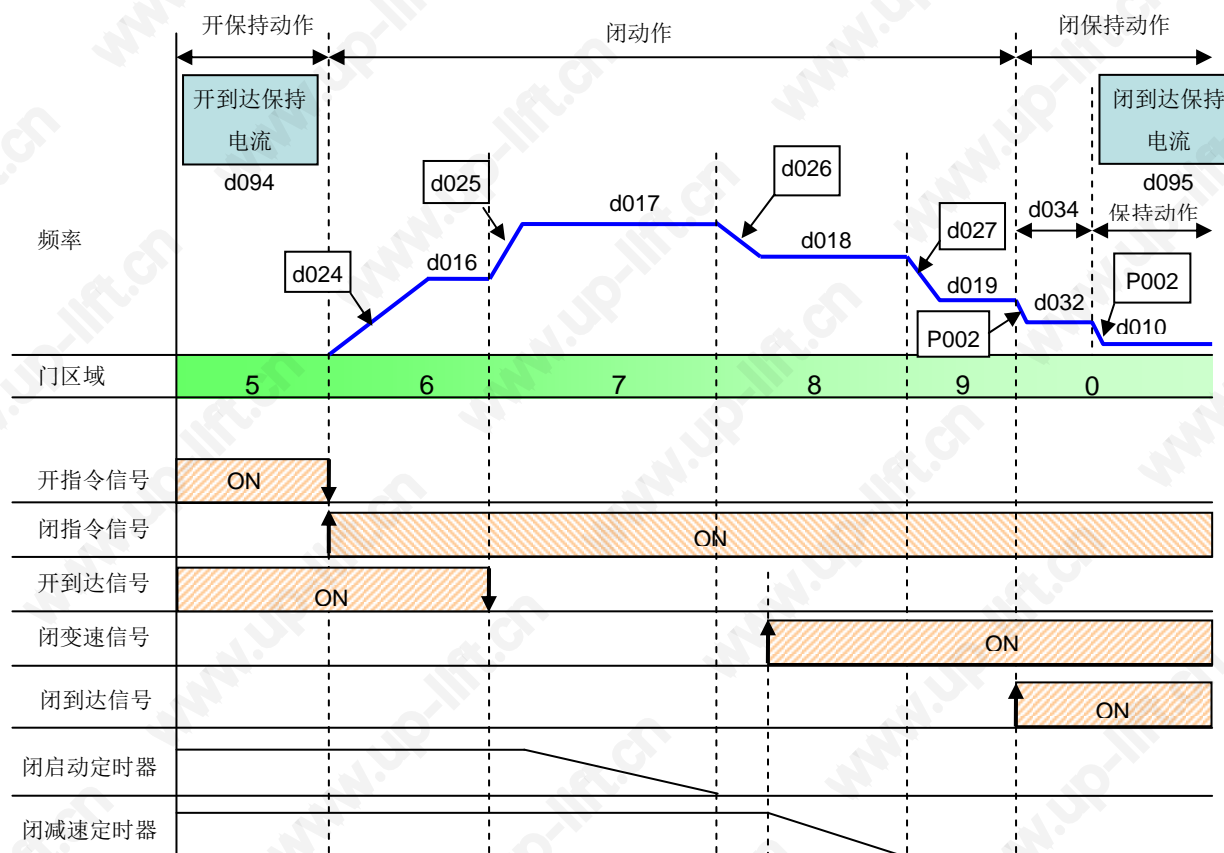 开保持动作
闭动作
闭保持动作
开到达保持
电流
d094
闭到达保持
电流
d095
保持动作
频率
d024
d016
d025
d017
d026
d018
d027
d019
P002
d034
d032
P002
d010
门区域
5
6
7
8
9
0
开指令信号
ON
闭指令信号
ON
开到达信号
ON
闭变速信号
ON
闭到达信号
ON
闭启动定时器
闭减速定时器
www.up-lift.cn